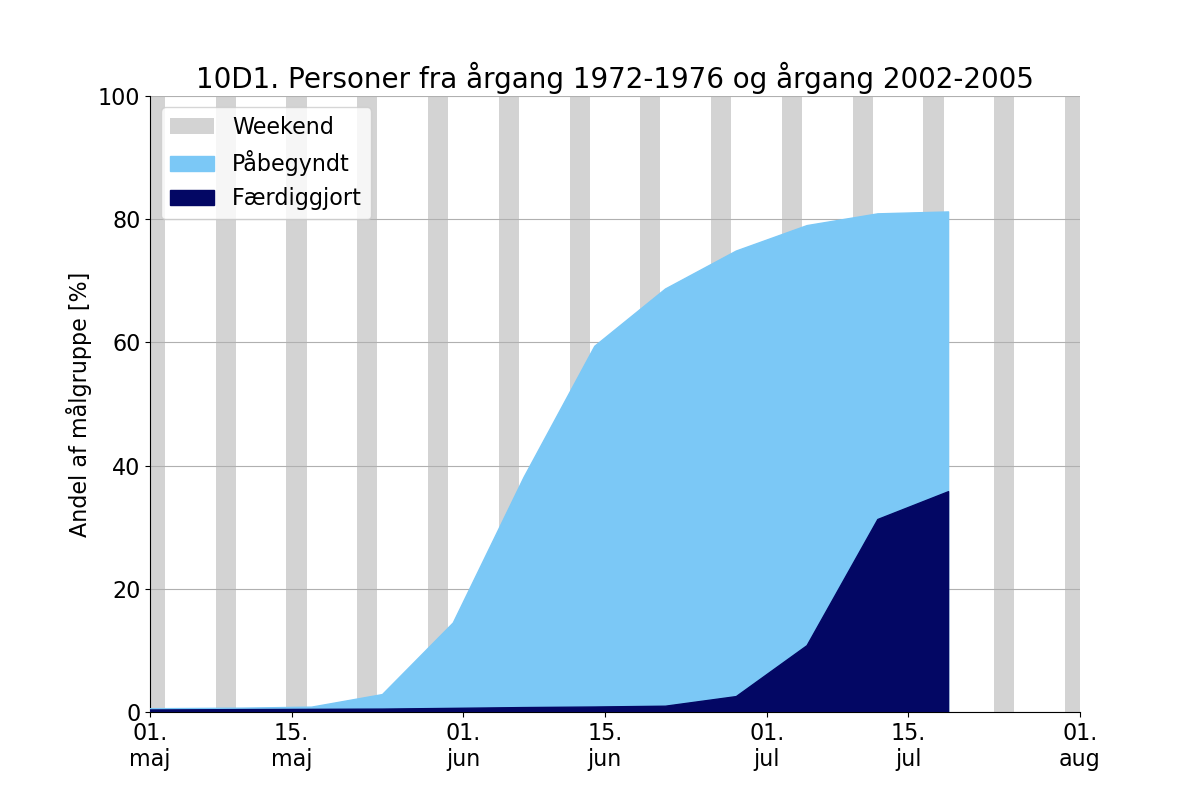 10D1. Personer fra årgang 1972-1976 og årgang 2002-2005
Andel af målgruppe [%]
100
80
60
40
20
0
Weekend
Påbegyndt
Færdiggjort
01. 15. 01. 15. 01. 15. 01.
maj maj jun jun jul jul aug